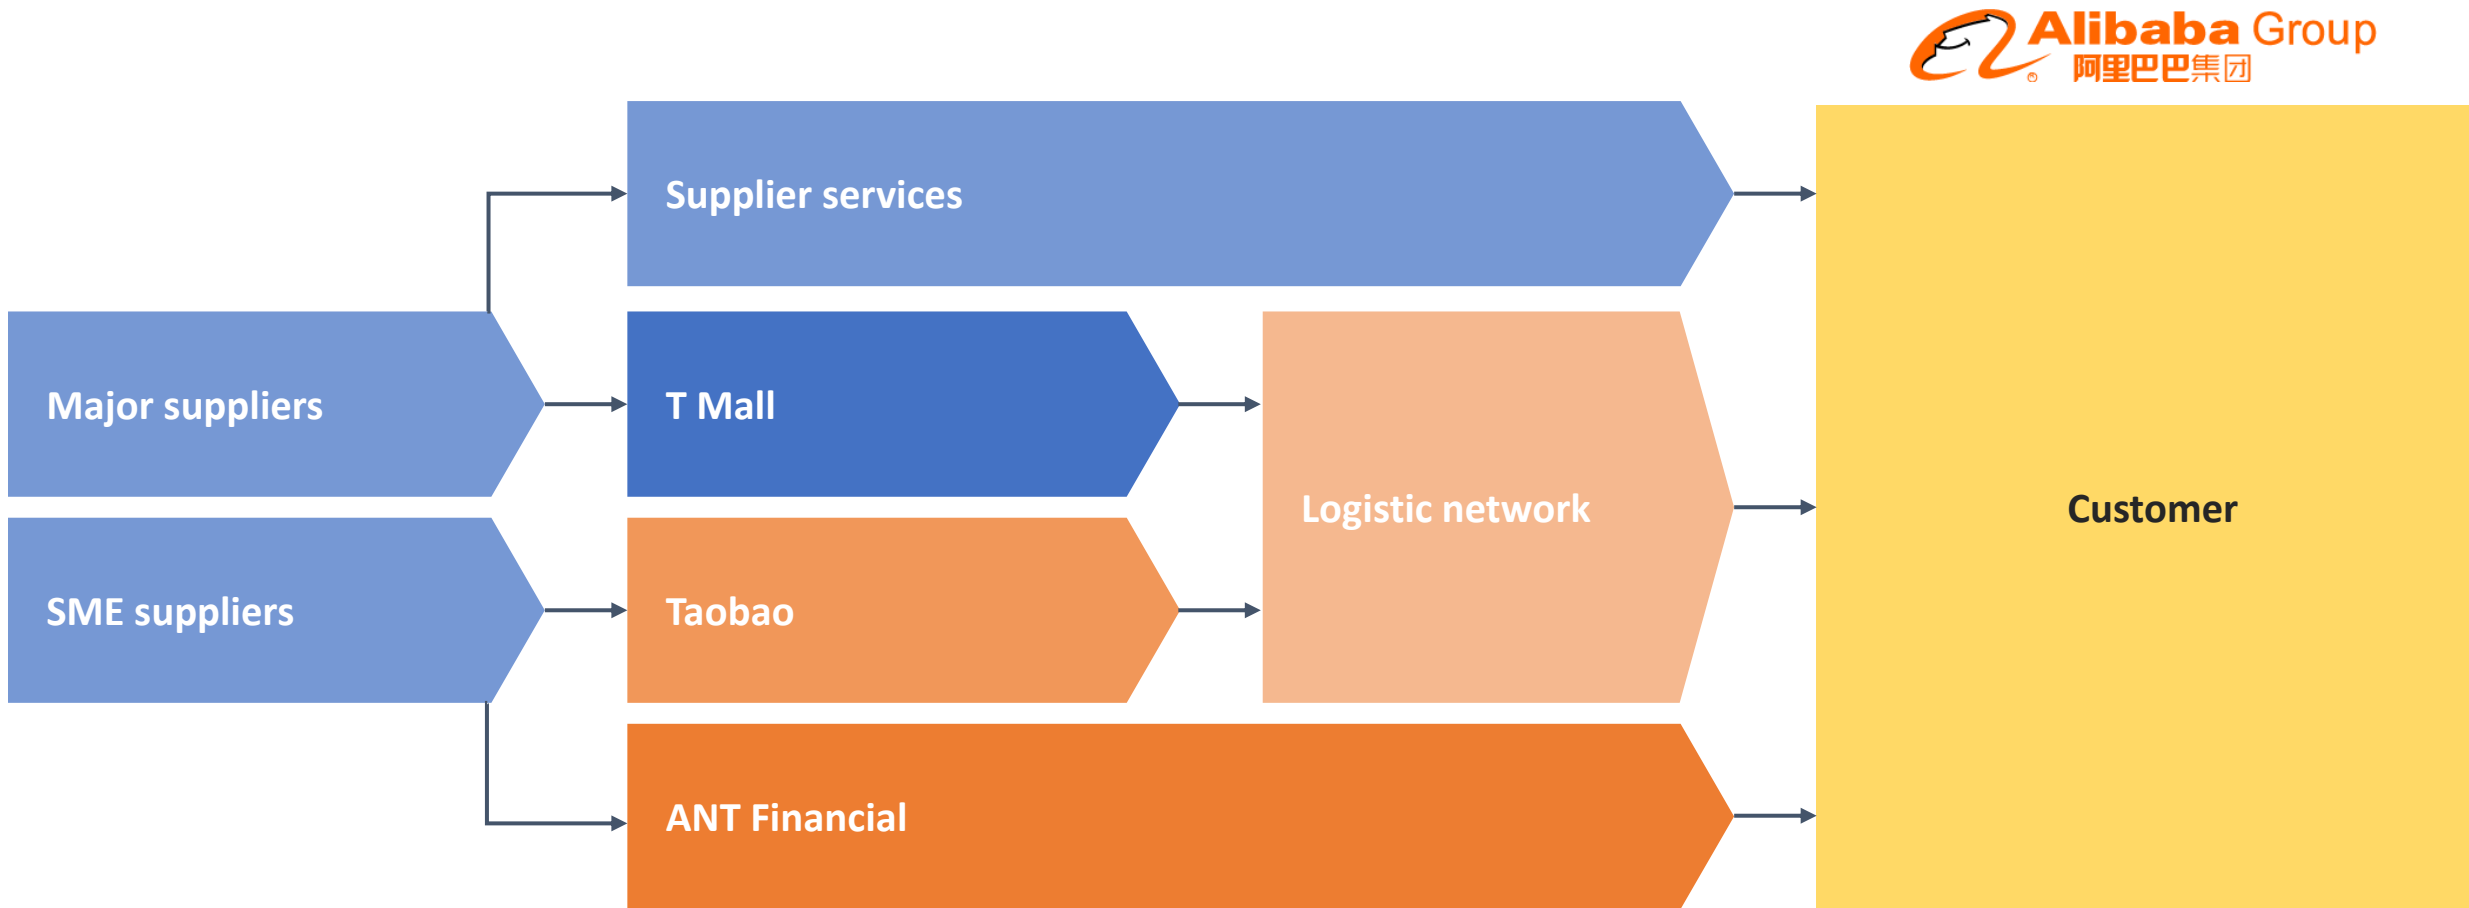 Alibaba Group
阿里巴巴集团
Supplier services
Major suppliers
T Mall
Logistic network
Customer
SME suppliers
Taobao
ANT Financial